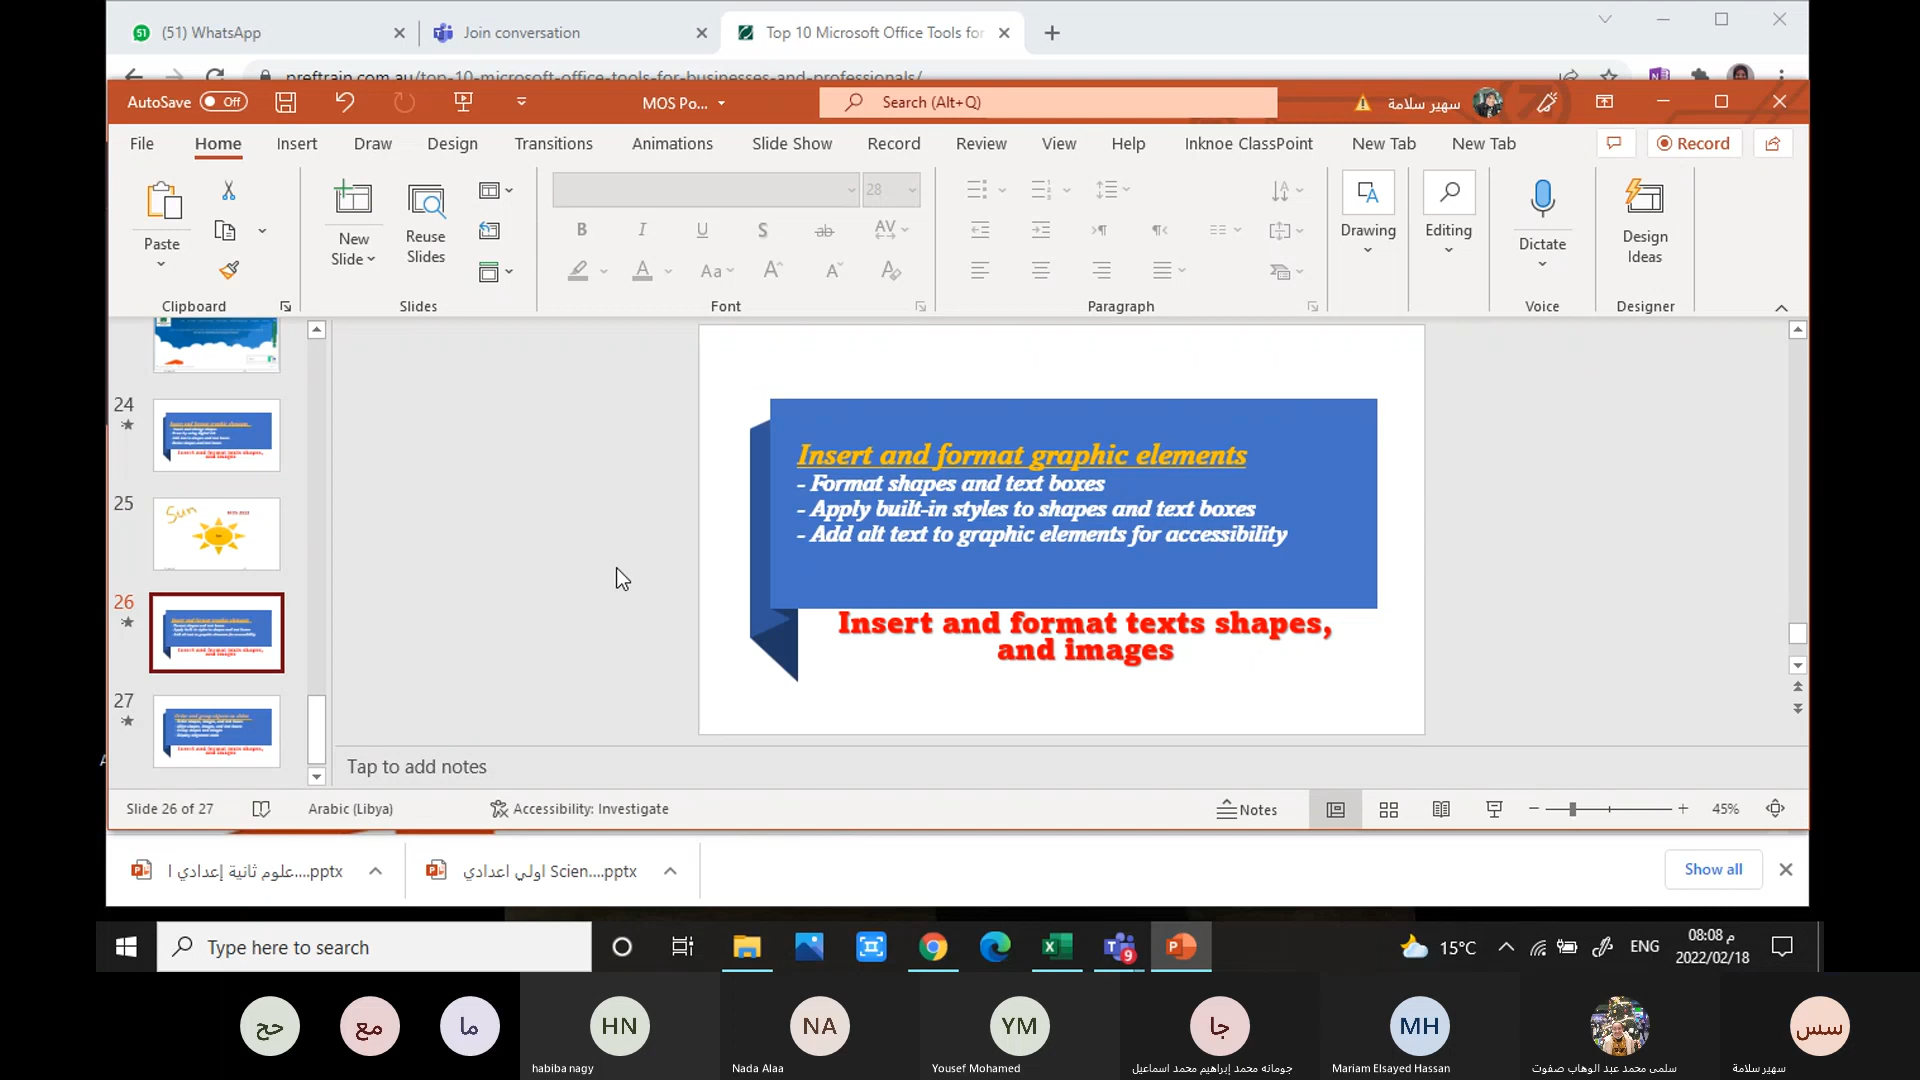 (51) WhatsApp
Join conversation
Top 10 Microsoft Office Tools for
preftrain.com.au/top-10-microsoft-office-tools-for-businesses-and-professionals/
AutoSave Off
MOS Po...
Search (Alt+Q)
سهير سلامة
File Home Insert Draw Design Transitions Animations Slide Show Record Review View Help Inknoe ClassPoint New Tab New Tab
Record
Paste
New Slide
Reuse Slides
28
Drawing
Editing
Dictate
Design Ideas
Clipboard Slides Font Paragraph Voice Designer
24
25
Sun
26
27
Insert and format graphic elements
- Format shapes and text boxes
- Apply built-in styles to shapes and text boxes
- Add alt text to graphic elements for accessibility
Insert and format texts shapes,
and images
Tap to add notes
Slide 26 of 27
Arabic (Libya)
Accessibility: Investigate
Notes
45%
علوم ثانية إعدادي ا....pptx
اولي اعدادي Scien....pptx
Show all
Type here to search
9
15°C
ENG
08:08 م
2022/02/18
حح
مع
ما
HN
NA
YM
جا
MH
سس
habiba nagy
Nada Alaa
Yousef Mohamed
جومانه محمد إبراهيم محمد اسماعيل
Mariam Elsayed Hassan
سلمى محمد عبد الوهاب صفوت
سهير سلامة